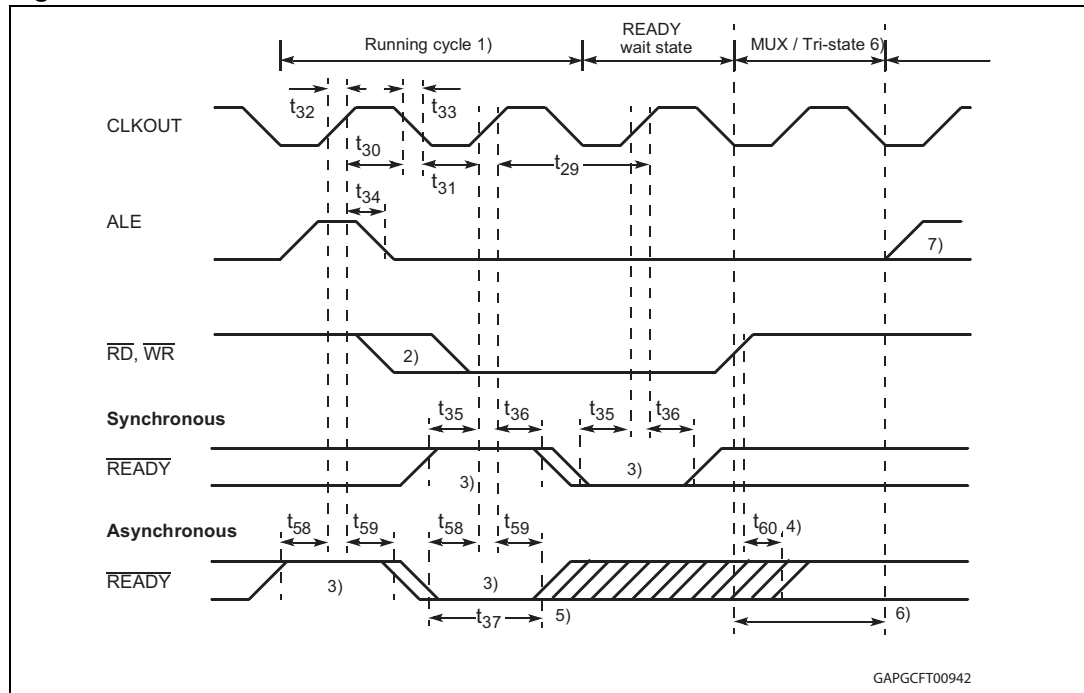 Running cycle 1)
READY
wait state
MUX / Tri-state 6)
t32
t33
CLKOUT
t30
t31
t29
t34
ALE
7)
RD, WR
2)
t35
t36
t35
t36
Synchronous
READY
3)
3)
t58
t59
t58
t59
t60 4)
Asynchronous
READY
3)
3)
t37
5)
6)
GAPGCFT00942